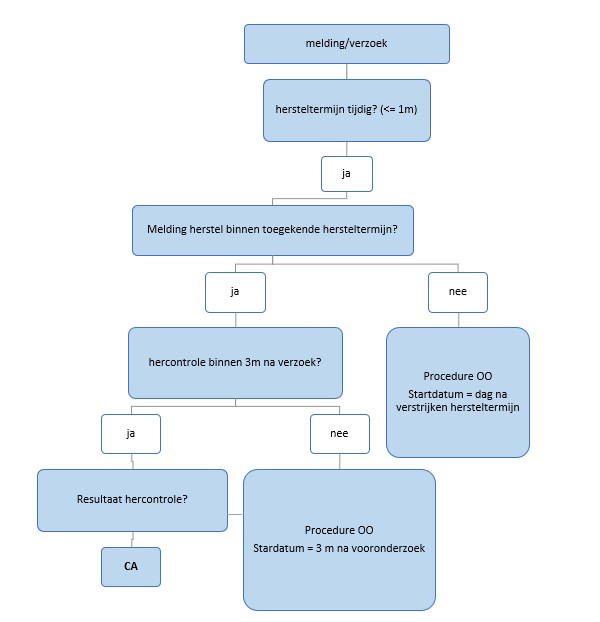 melding/verzoek
hersteltermijn tijdig? (<= 1m)
ja
Melding herstel binnen toegekende hersteltermijn?
ja
nee
hercontrole binnen 3m na verzoek?
Procedure OO
Startdatum = dag na
verstrijken hersteltermijn
ja
nee
Resultaat hercontrole?
Procedure OO
Stardatum = 3 m na vooronderzoek
CA